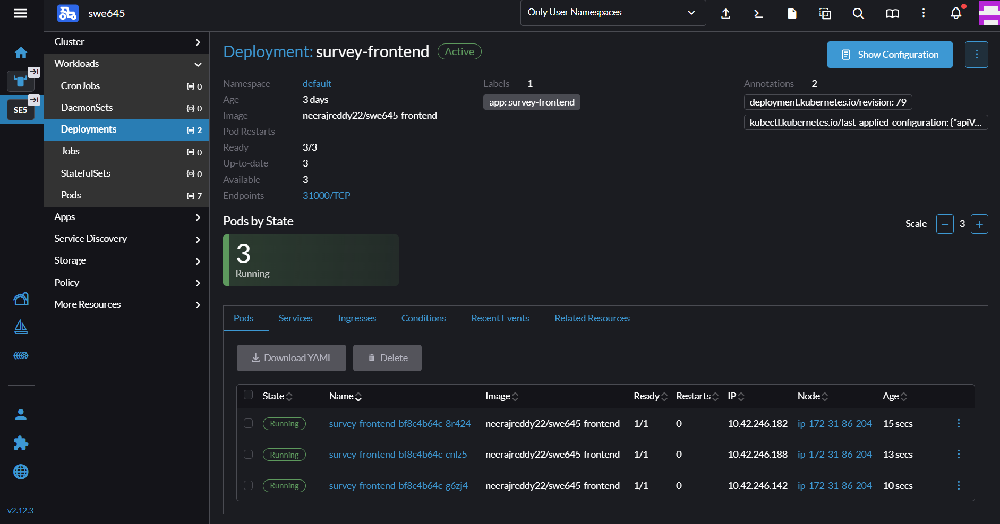 swe645
Only User Namespaces
SE5
v2.12.3
Cluster
Workloads
CronJobs 0
DaemonSets 0
Deployments 2
Jobs 0
StatefulSets 0
Pods 7
Apps
Service Discovery
Storage
Policy
More Resources
Deployment: survey-frontend Active
Show Configuration
Namespace default
Age 3 days
Image neerajreddy22/swe645-frontend
Pod Restarts —
Ready 3/3
Up-to-date 3
Available 3
Endpoints 31000/TCP
Labels 1
app: survey-frontend
Annotations 2
deployment.kubernetes.io/revision: 79
kubectl.kubernetes.io/last-applied-configuration: {"apiV...
Pods by State
Scale − 3 +
3
Running
Pods Services Ingresses Conditions Recent Events Related Resources
Download YAML Delete
State Name Image Ready Restarts IP Node Age
Running survey-frontend-bf8c4b64c-8r424 neerajreddy22/swe645-frontend 1/1 0 10.42.246.182 ip-172-31-86-204 15 secs
Running survey-frontend-bf8c4b64c-cnlz5 neerajreddy22/swe645-frontend 1/1 0 10.42.246.188 ip-172-31-86-204 13 secs
Running survey-frontend-bf8c4b64c-g6zj4 neerajreddy22/swe645-frontend 1/1 0 10.42.246.142 ip-172-31-86-204 10 secs